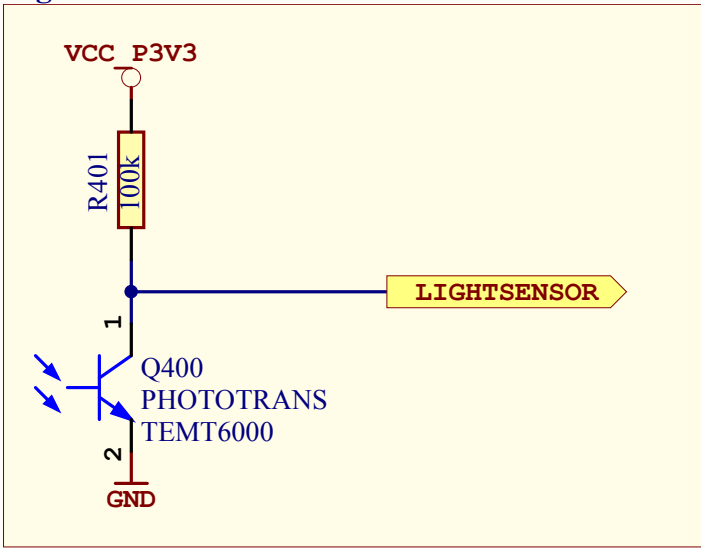 VCC_P3V3
R401
100k
LIGHTSENSOR
1
Q400
PHOTOTRANS
TEMT6000
2
GND